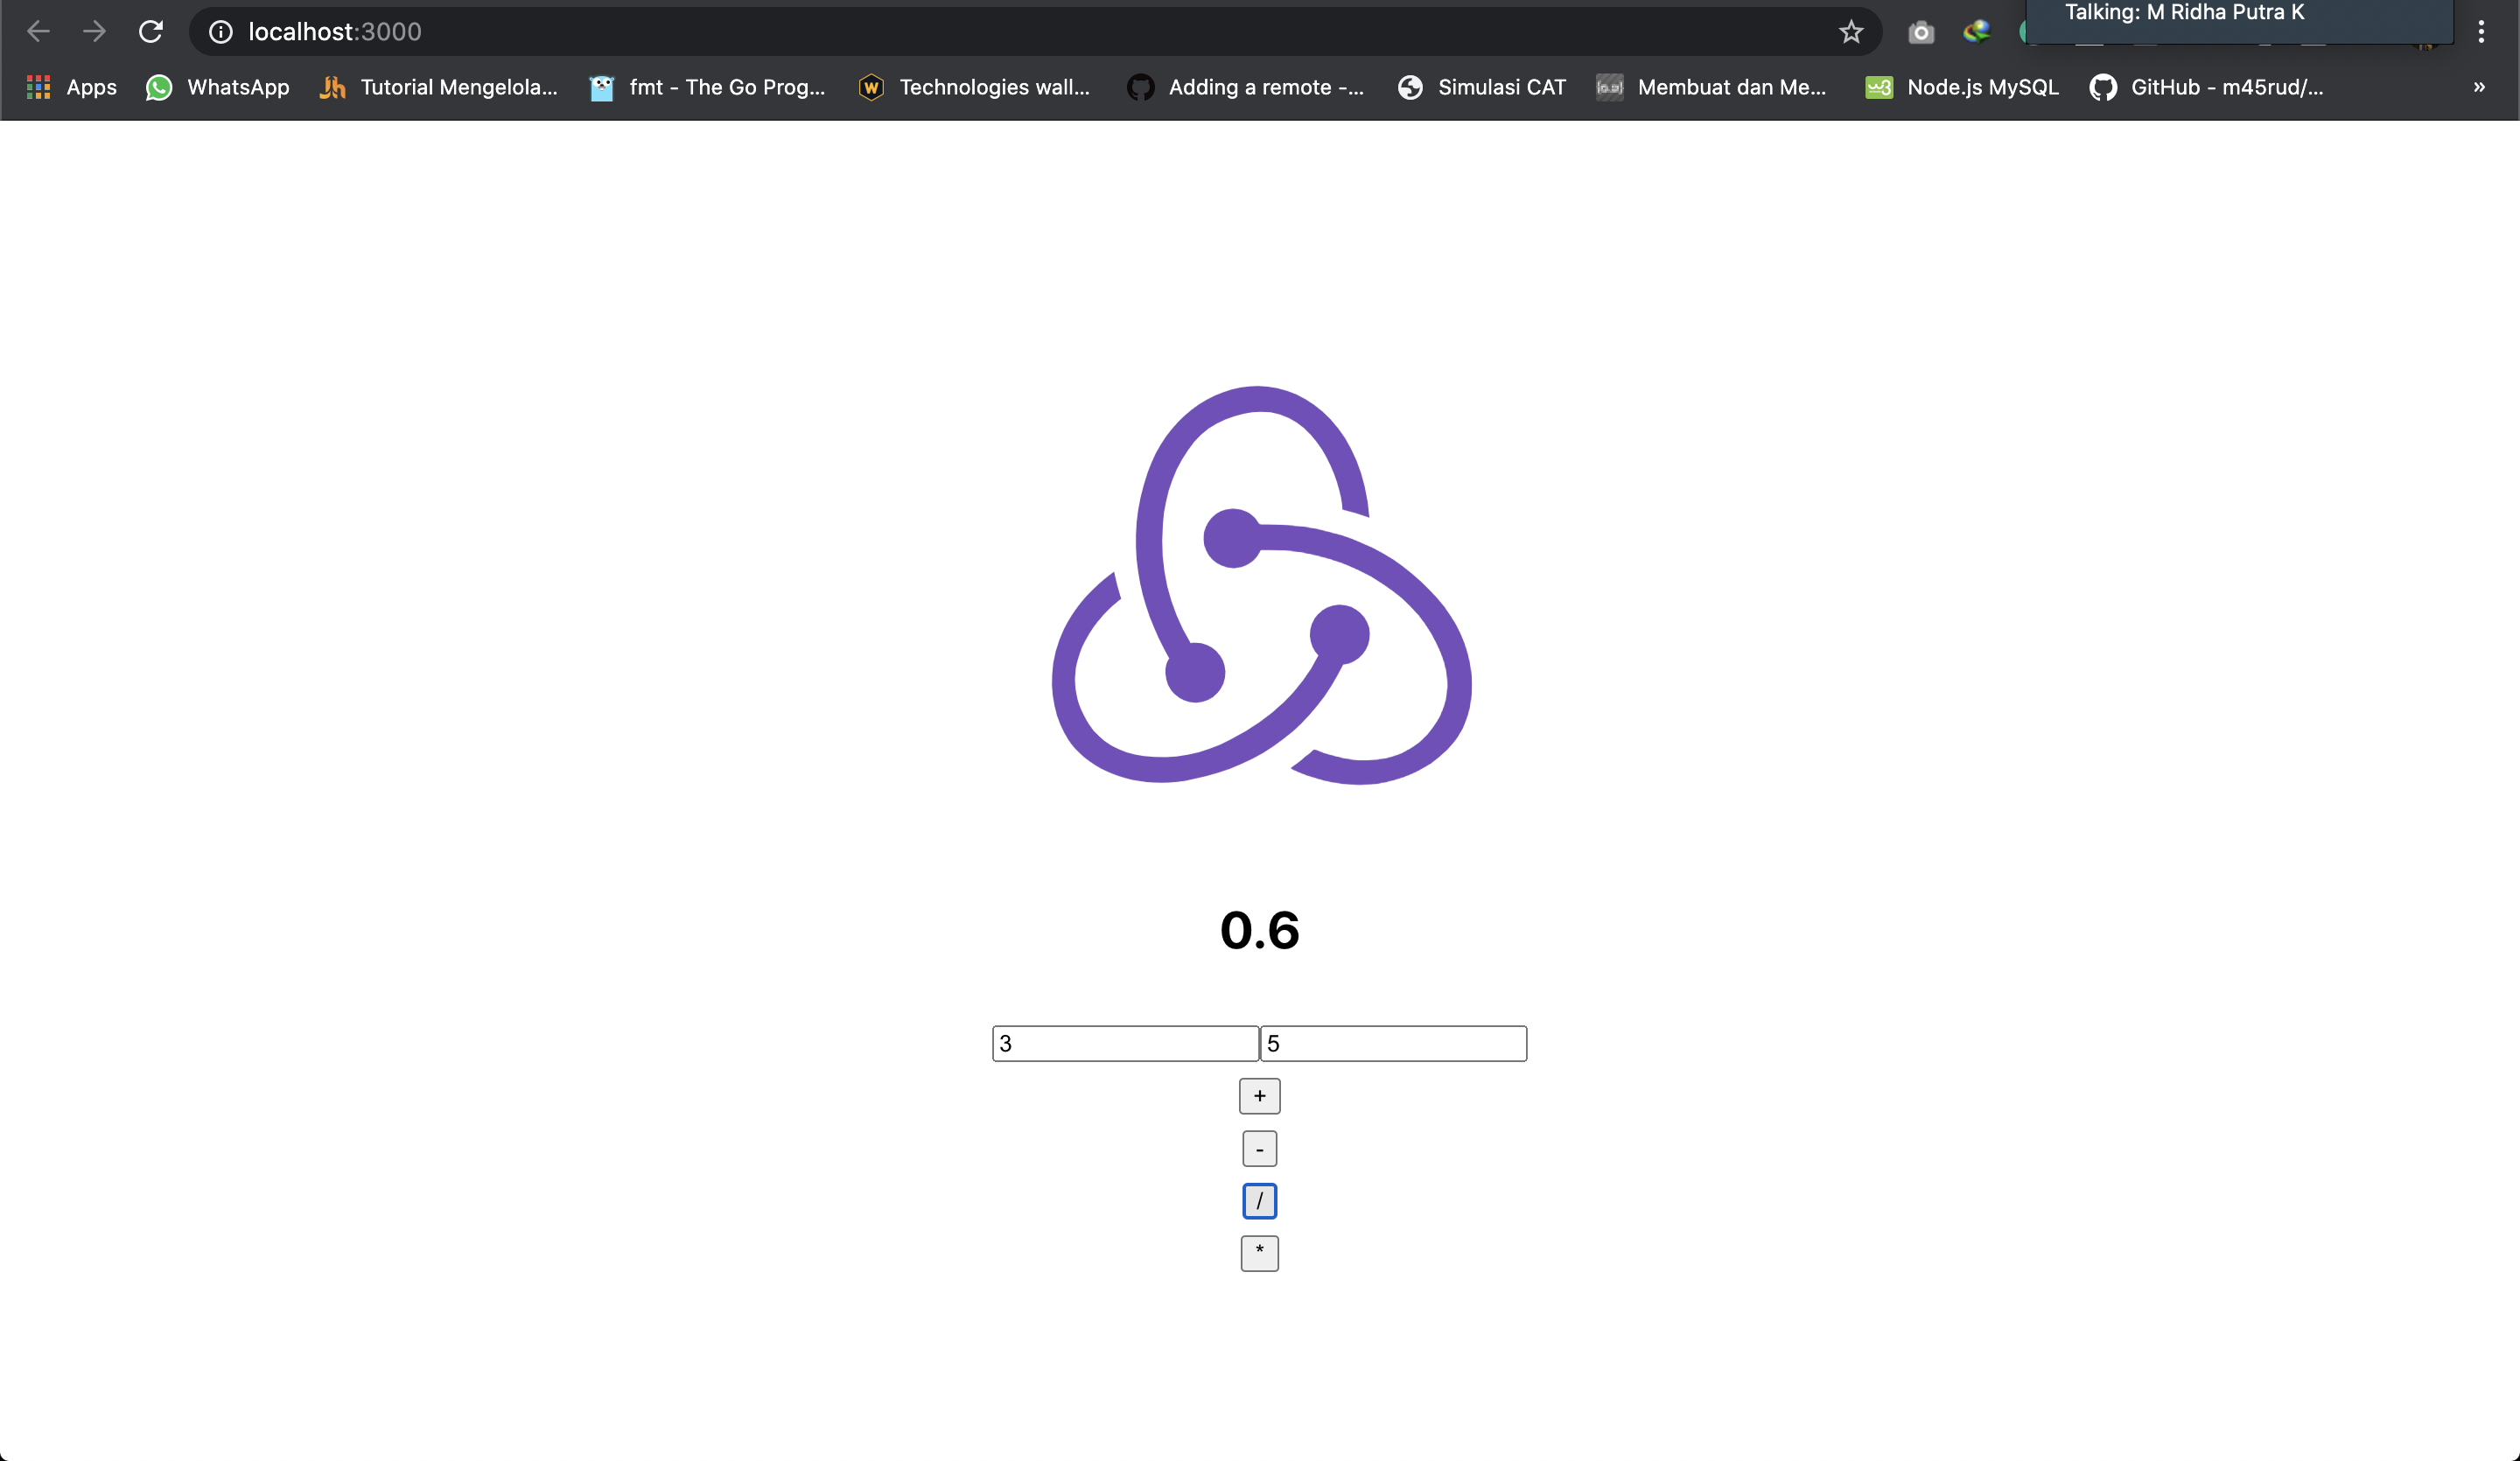 Talking: M Ridha Putra K
localhost:3000
Apps WhatsApp Tutorial Mengelola... fmt - The Go Prog... Technologies wall... Adding a remote -... Simulasi CAT Membuat dan Me... Node.js MySQL GitHub - m45rud/... »
0.6
3 5
+
-
/
*